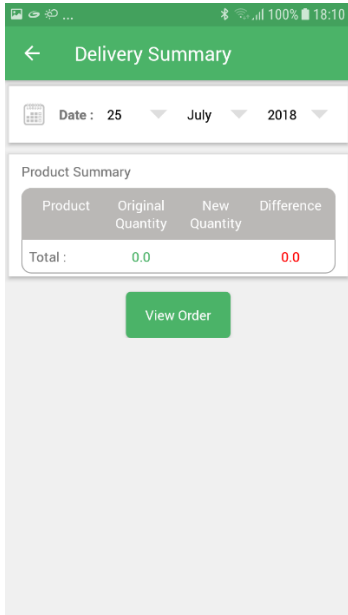 ... 100% 18:10
Delivery Summary
Date : 25 July 2018
Product Summary
Product Original Quantity New Quantity Difference
Total : 0.0 0.0
View Order